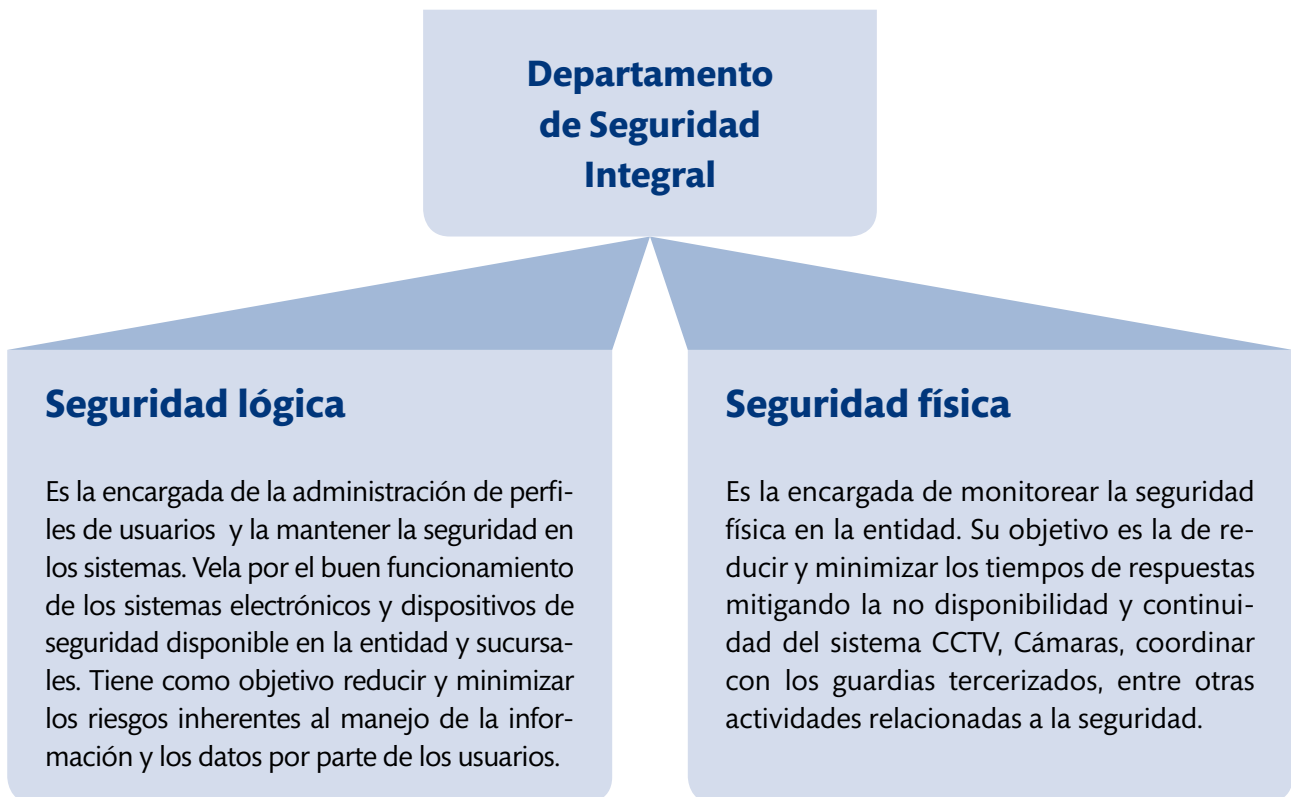 Departamento
de Seguridad
Integral
Seguridad lógica
Es la encargada de la administración de perfi-
les de usuarios  y la mantener la seguridad en
los sistemas. Vela por el buen funcionamiento
de los sistemas electrónicos y dispositivos de
seguridad disponible en la entidad y sucursa-
les. Tiene como objetivo reducir y minimizar
los riesgos inherentes al manejo de la infor-
mación y los datos por parte de los usuarios.
Seguridad física
Es la encargada de monitorear la seguridad
física en la entidad. Su objetivo es la de re-
ducir y minimizar los tiempos de respuestas
mitigando la no disponibilidad y continui-
dad del sistema CCTV, Cámaras, coordinar
con los guardias tercerizados, entre otras
actividades relacionadas a la seguridad.